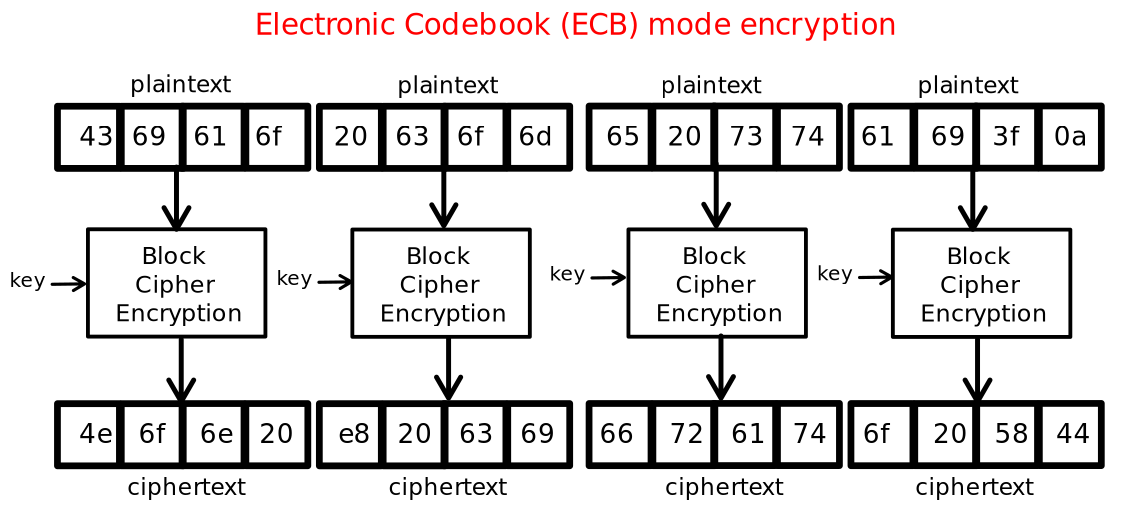 Electronic Codebook (ECB) mode encryption
plaintext plaintext plaintext plaintext
43 69 61 6f 20 63 6f 6d 65 20 73 74 61 69 3f 0a
key Block Cipher Encryption
key Block Cipher Encryption
key Block Cipher Encryption
key Block Cipher Encryption
4e 6f 6e 20 e8 20 63 69 66 72 61 74 6f 20 58 44
ciphertext ciphertext ciphertext ciphertext